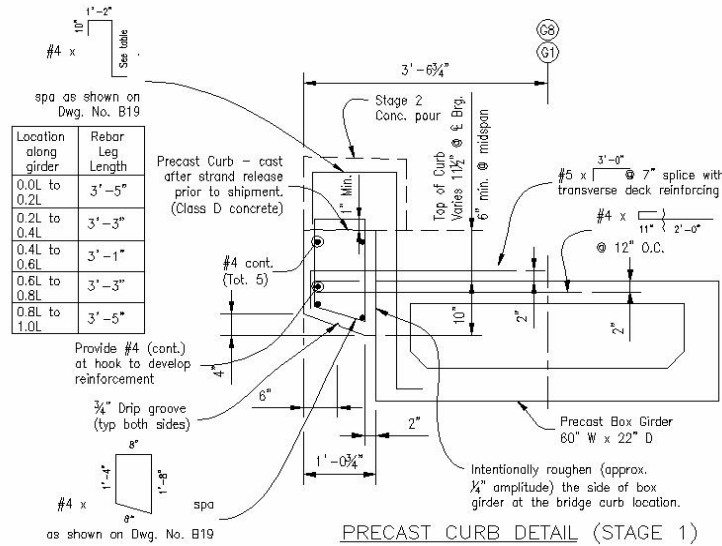 1'-2"
10"
#4 x
See table
spa as shown on
Dwg. No. B19
Location
along
girder
Rebar
Leg
Length
0.0L to
0.2L
3'-5"
0.2L to
0.4L
3'-3"
0.4L to
0.6L
3'-1"
0.6L to
0.8L
3'-3"
0.8L to
1.0L
3'-5"
G8
G1
3'-6¾"
Stage 2
Conc. pour
Precast Curb - cast
after strand release
prior to shipment.
(Class D concrete)
1" Min.
Top of Curb
Varies 11½" @ ℄ Brg.
6" min. @ midspan
#5 x 3'-0" @ 7" splice with
transverse deck reinforcing
#4 x
11" 2'-0"
@ 12" O.C.
#4 cont.
(Tot. 5)
10"
2"
2"
Provide #4 (cont.)
at hook to develop
reinforcement
4"
¾" Drip groove
(typ both sides)
6"
2"
1'-0¾"
Precast Box Girder
60" W x 22" D
Intentionally roughen (approx.
¼" amplitude) the side of box
girder at the bridge curb location.
8"
1'-4"
1'-8"
8"
#4 x spa
as shown on Dwg. No. B19
PRECAST CURB DETAIL (STAGE 1)